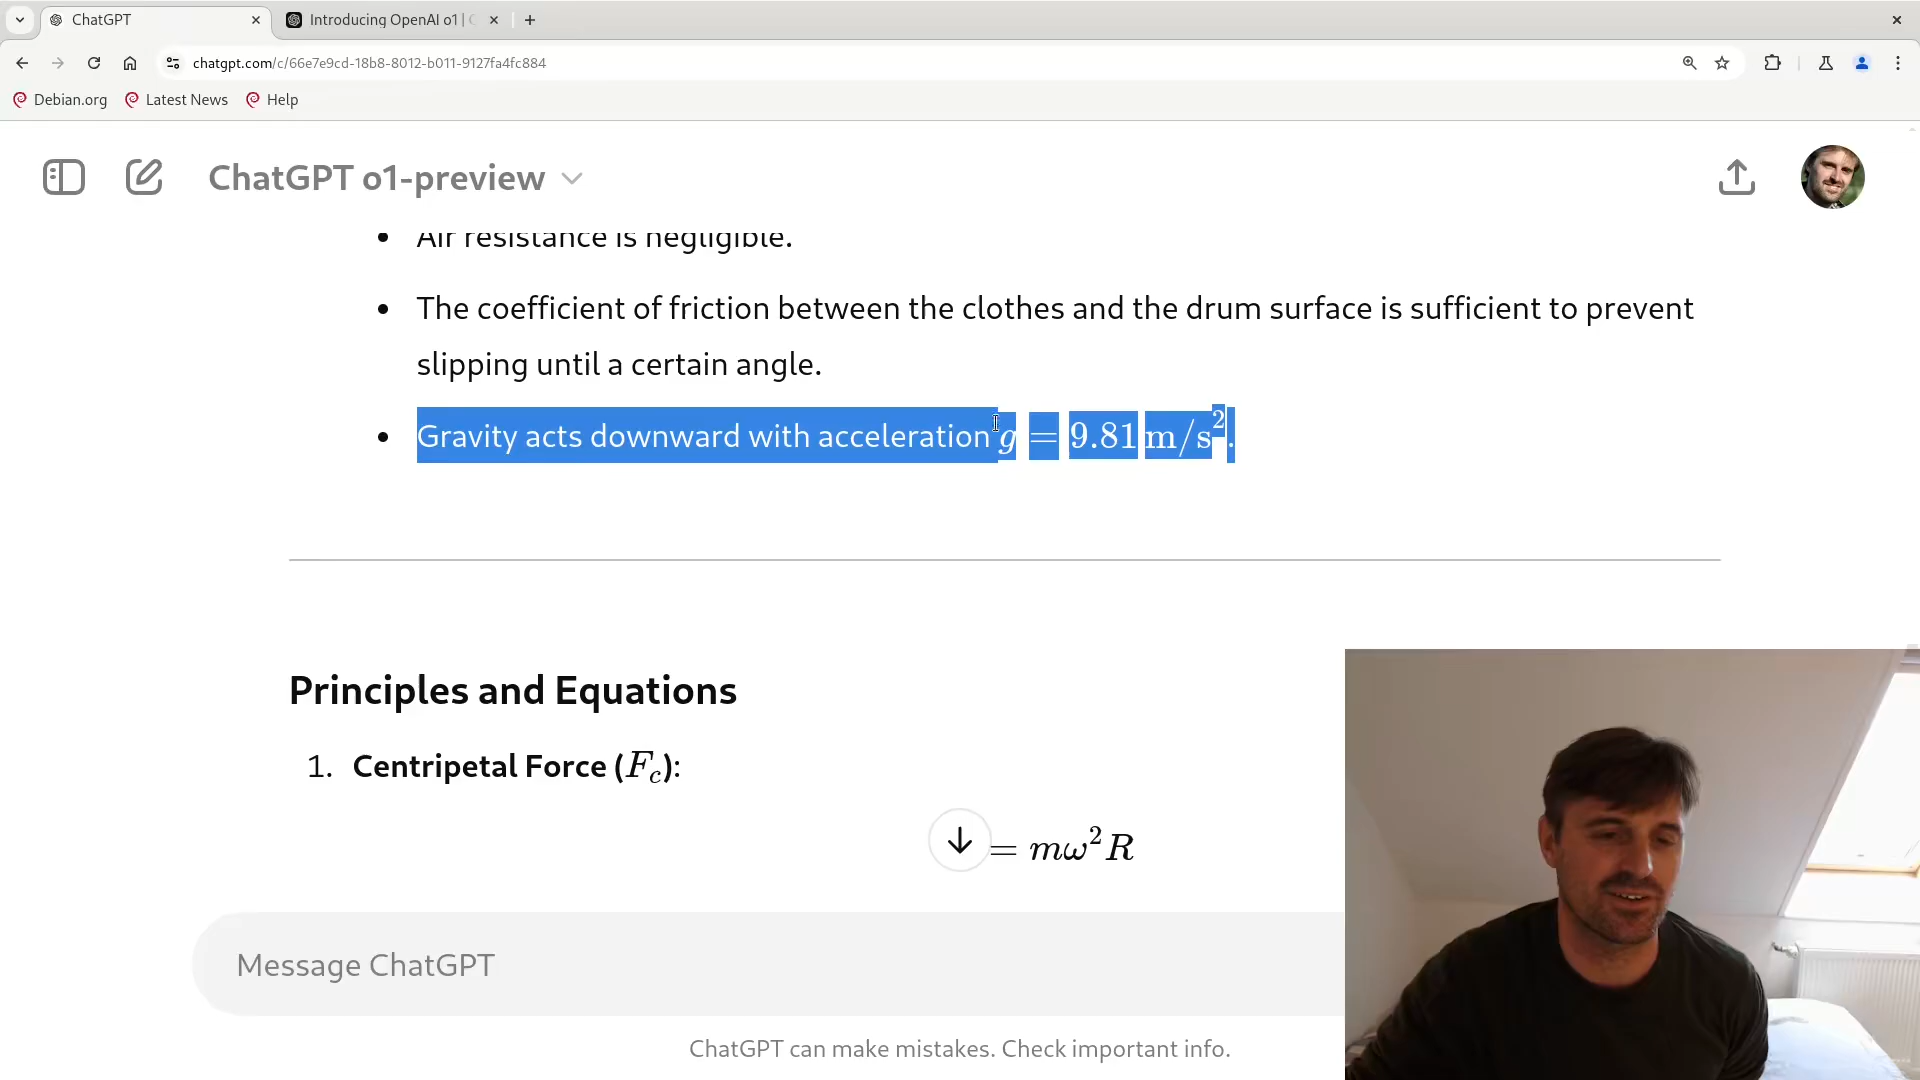 ChatGPT
Introducing OpenAI o1 |
chatgpt.com/c/66e7e9cd-18b8-8012-b011-9127fa4fc884
Debian.org
Latest News
Help
ChatGPT o1-preview
• Air resistance is negligible.
• The coefficient of friction between the clothes and the drum surface is sufficient to prevent
slipping until a certain angle.
• Gravity acts downward with acceleration g = 9.81 m/s².
Principles and Equations
1. Centripetal Force (F_c):
= mω²R
Message ChatGPT
ChatGPT can make mistakes. Check important info.